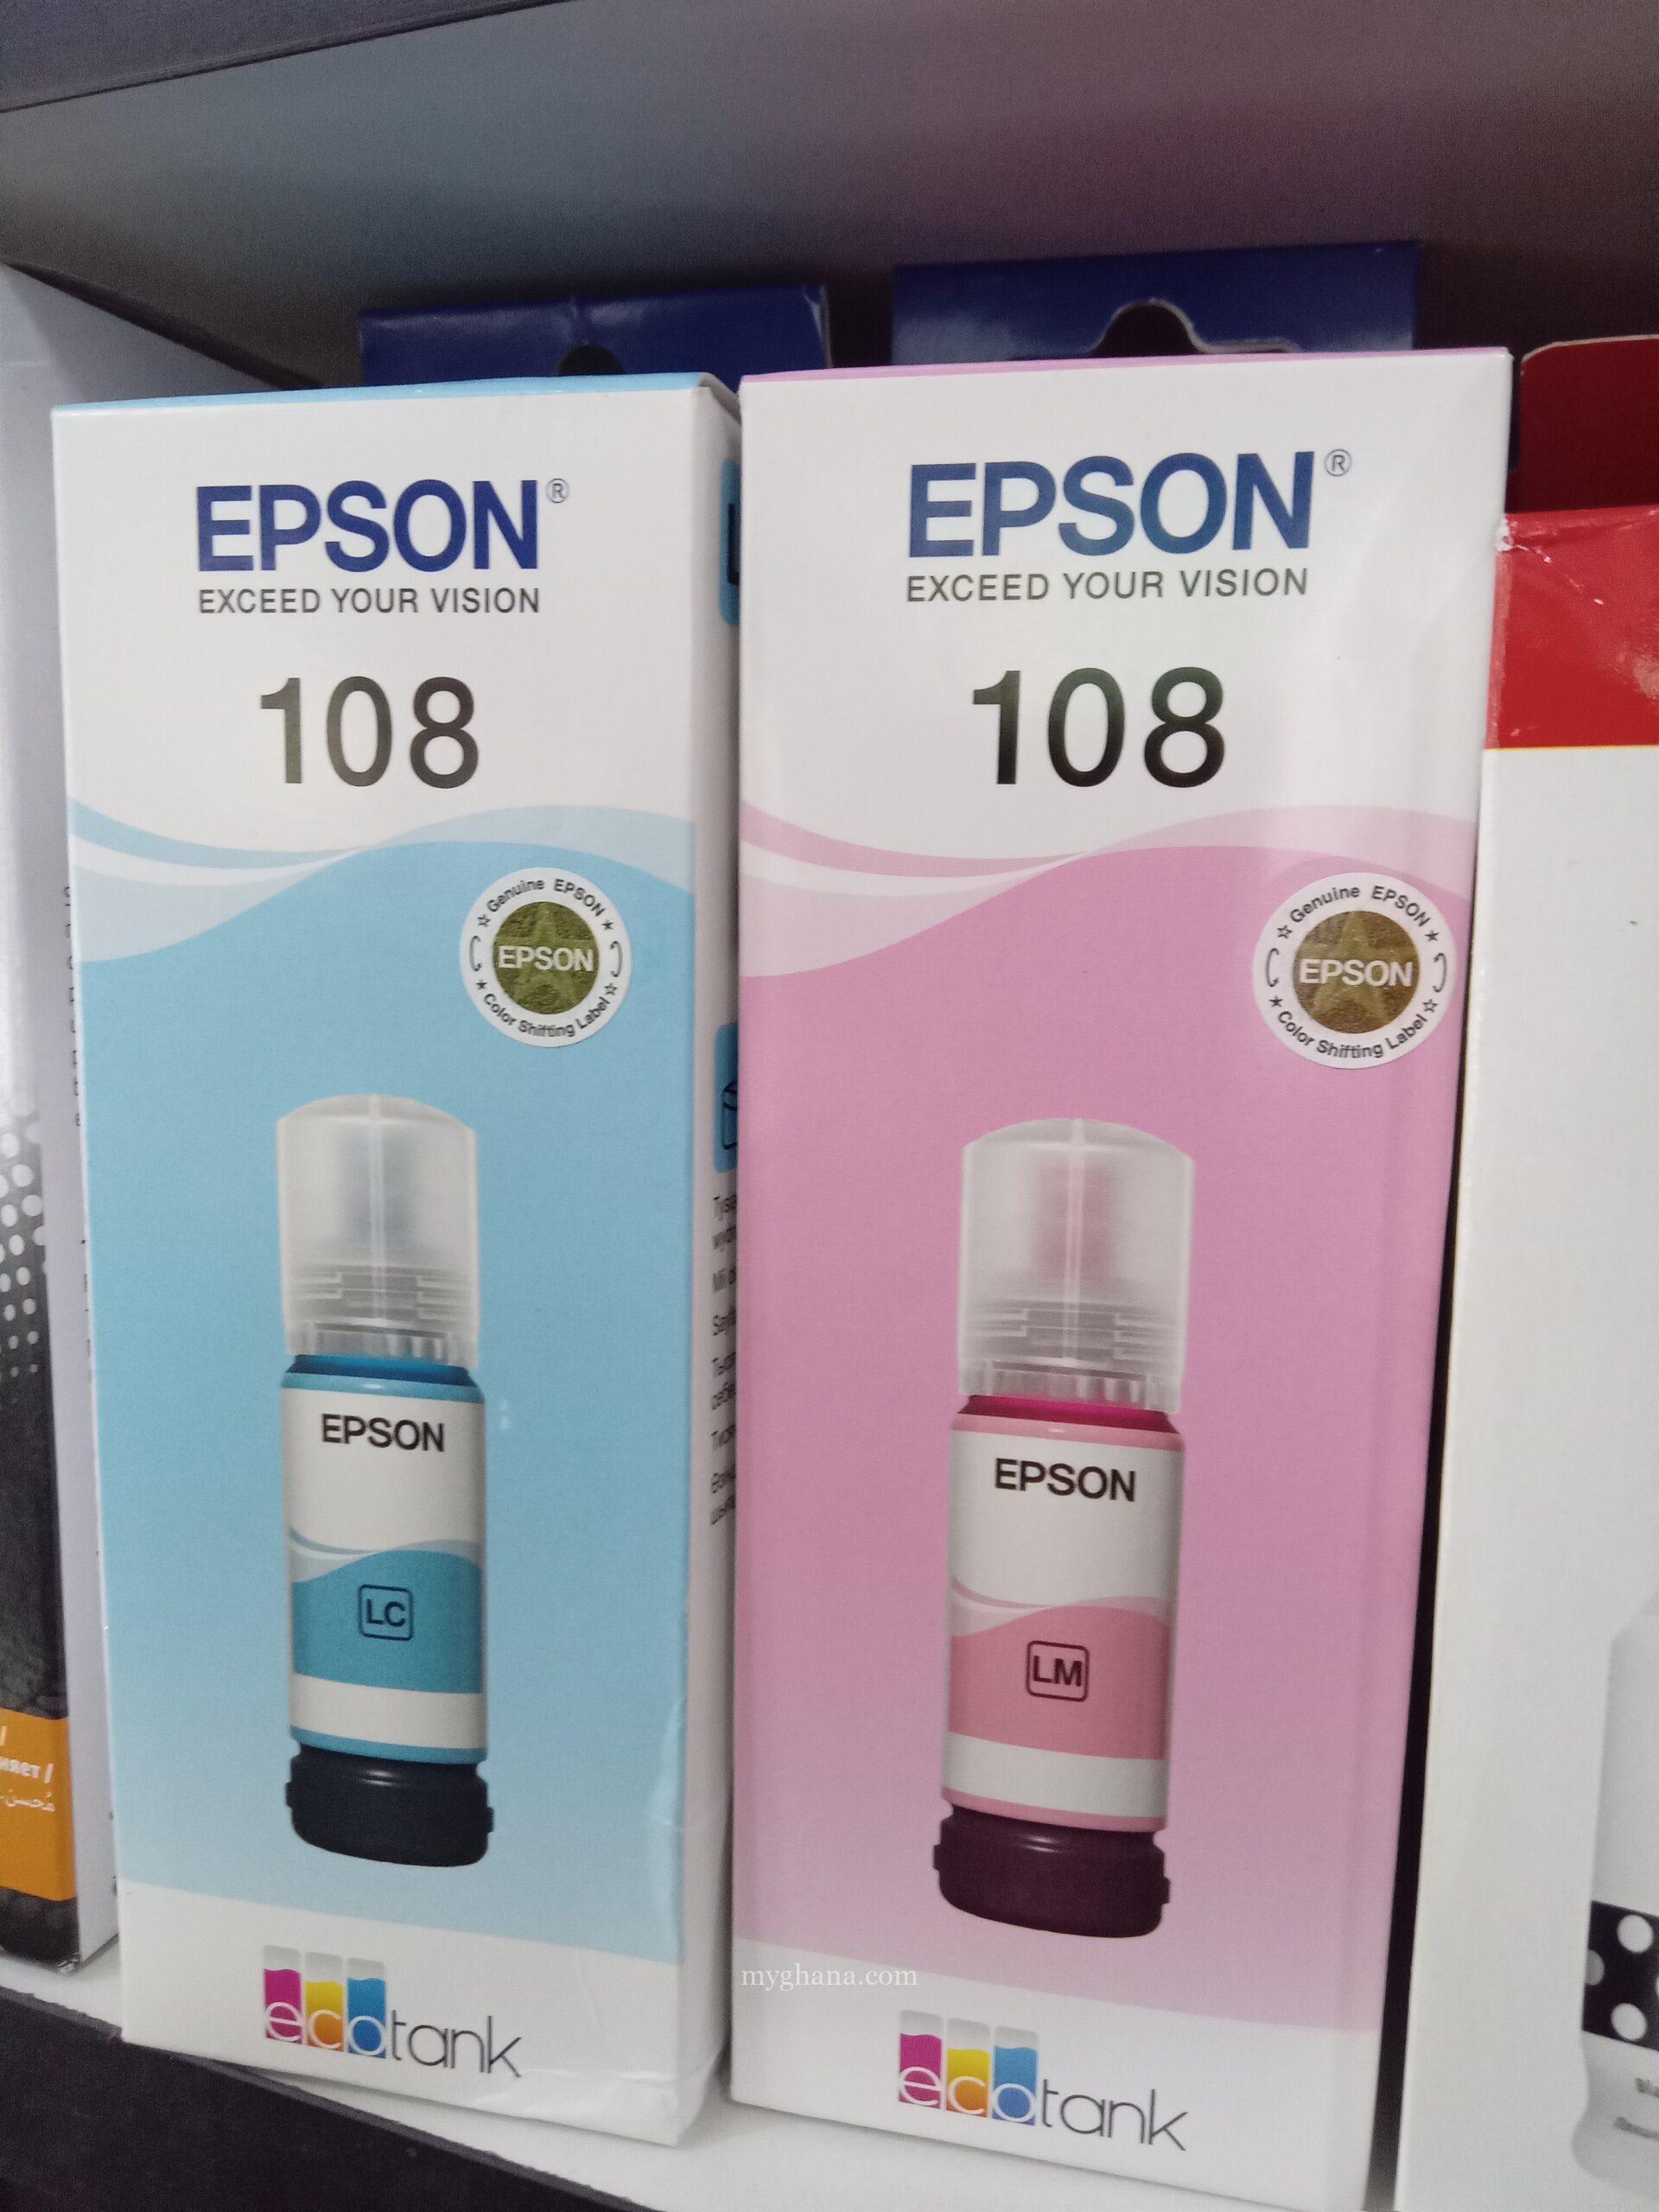 EPSON®
EXCEED YOUR VISION
108
Genuine EPSON
EPSON
Color Shifting Label
EPSON
LC
ecotank
EPSON®
EXCEED YOUR VISION
108
Genuine EPSON
EPSON
Color Shifting Label
EPSON
LM
ecotank
myghana.com